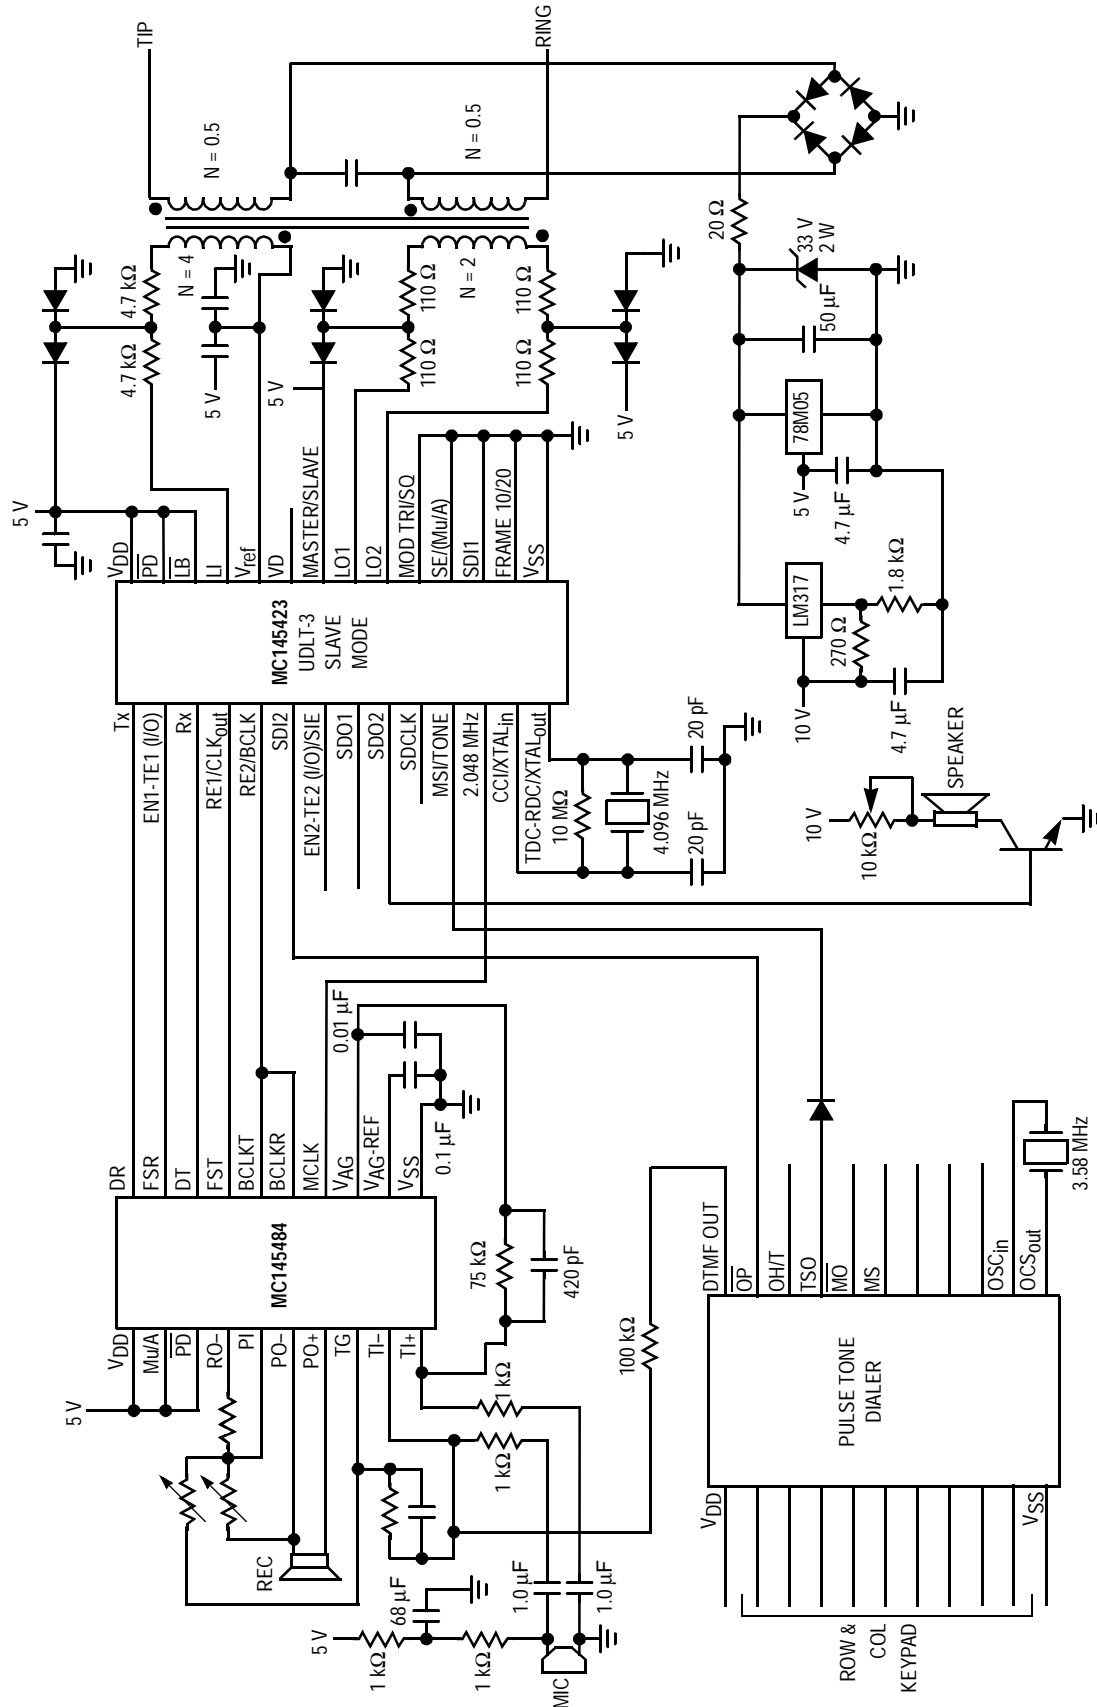 TIP
RING
N = 0.5
N = 0.5
N = 4
N = 2
4.7 kΩ
4.7 kΩ
110 Ω
110 Ω
110 Ω
110 Ω
5 V
5 V
5 V
5 V
20 Ω
33 V
2 W
50 µF
78M05
5 V
4.7 µF
LM317
1.8 kΩ
270 Ω
10 V
4.7 µF
VDD
PD
LB
LI
Vref
VD
MASTER/SLAVE
LO1
LO2
MOD TRI/SQ
SE/(Mu/A)
SDI1
FRAME 10/20
VSS
MC145423
UDLT-3
SLAVE
MODE
Tx
EN1-TE1 (I/O)
Rx
RE1/CLKout
RE2/BCLK
SDI2
EN2-TE2 (I/O)/SIE
SDO1
SDO2
SDCLK
MSI/TONE
2.048 MHz
CCI/XTALin
TDC-RDC/XTALout
10 MΩ
4.096 MHz
20 pF
20 pF
10 V
10 kΩ
SPEAKER
DR
FSR
DT
FST
BCLKT
BCLKR
MCLK
VAG
VAG-REF
VSS
0.01 µF
0.1 µF
MC145484
VDD
Mu/A
PD
RO–
PI
PO–
PO+
TG
TI–
TI+
75 kΩ
420 pF
5 V
REC
1 kΩ
1 kΩ
100 kΩ
5 V
1 kΩ
68 µF
1 kΩ
1.0 µF
1.0 µF
MIC
DTMF OUT
OP
OH/T
TSO
MO
MS
OSCin
OCSout
3.58 MHz
PULSE TONE
DIALER
VDD
VSS
ROW &
COL
KEYPAD